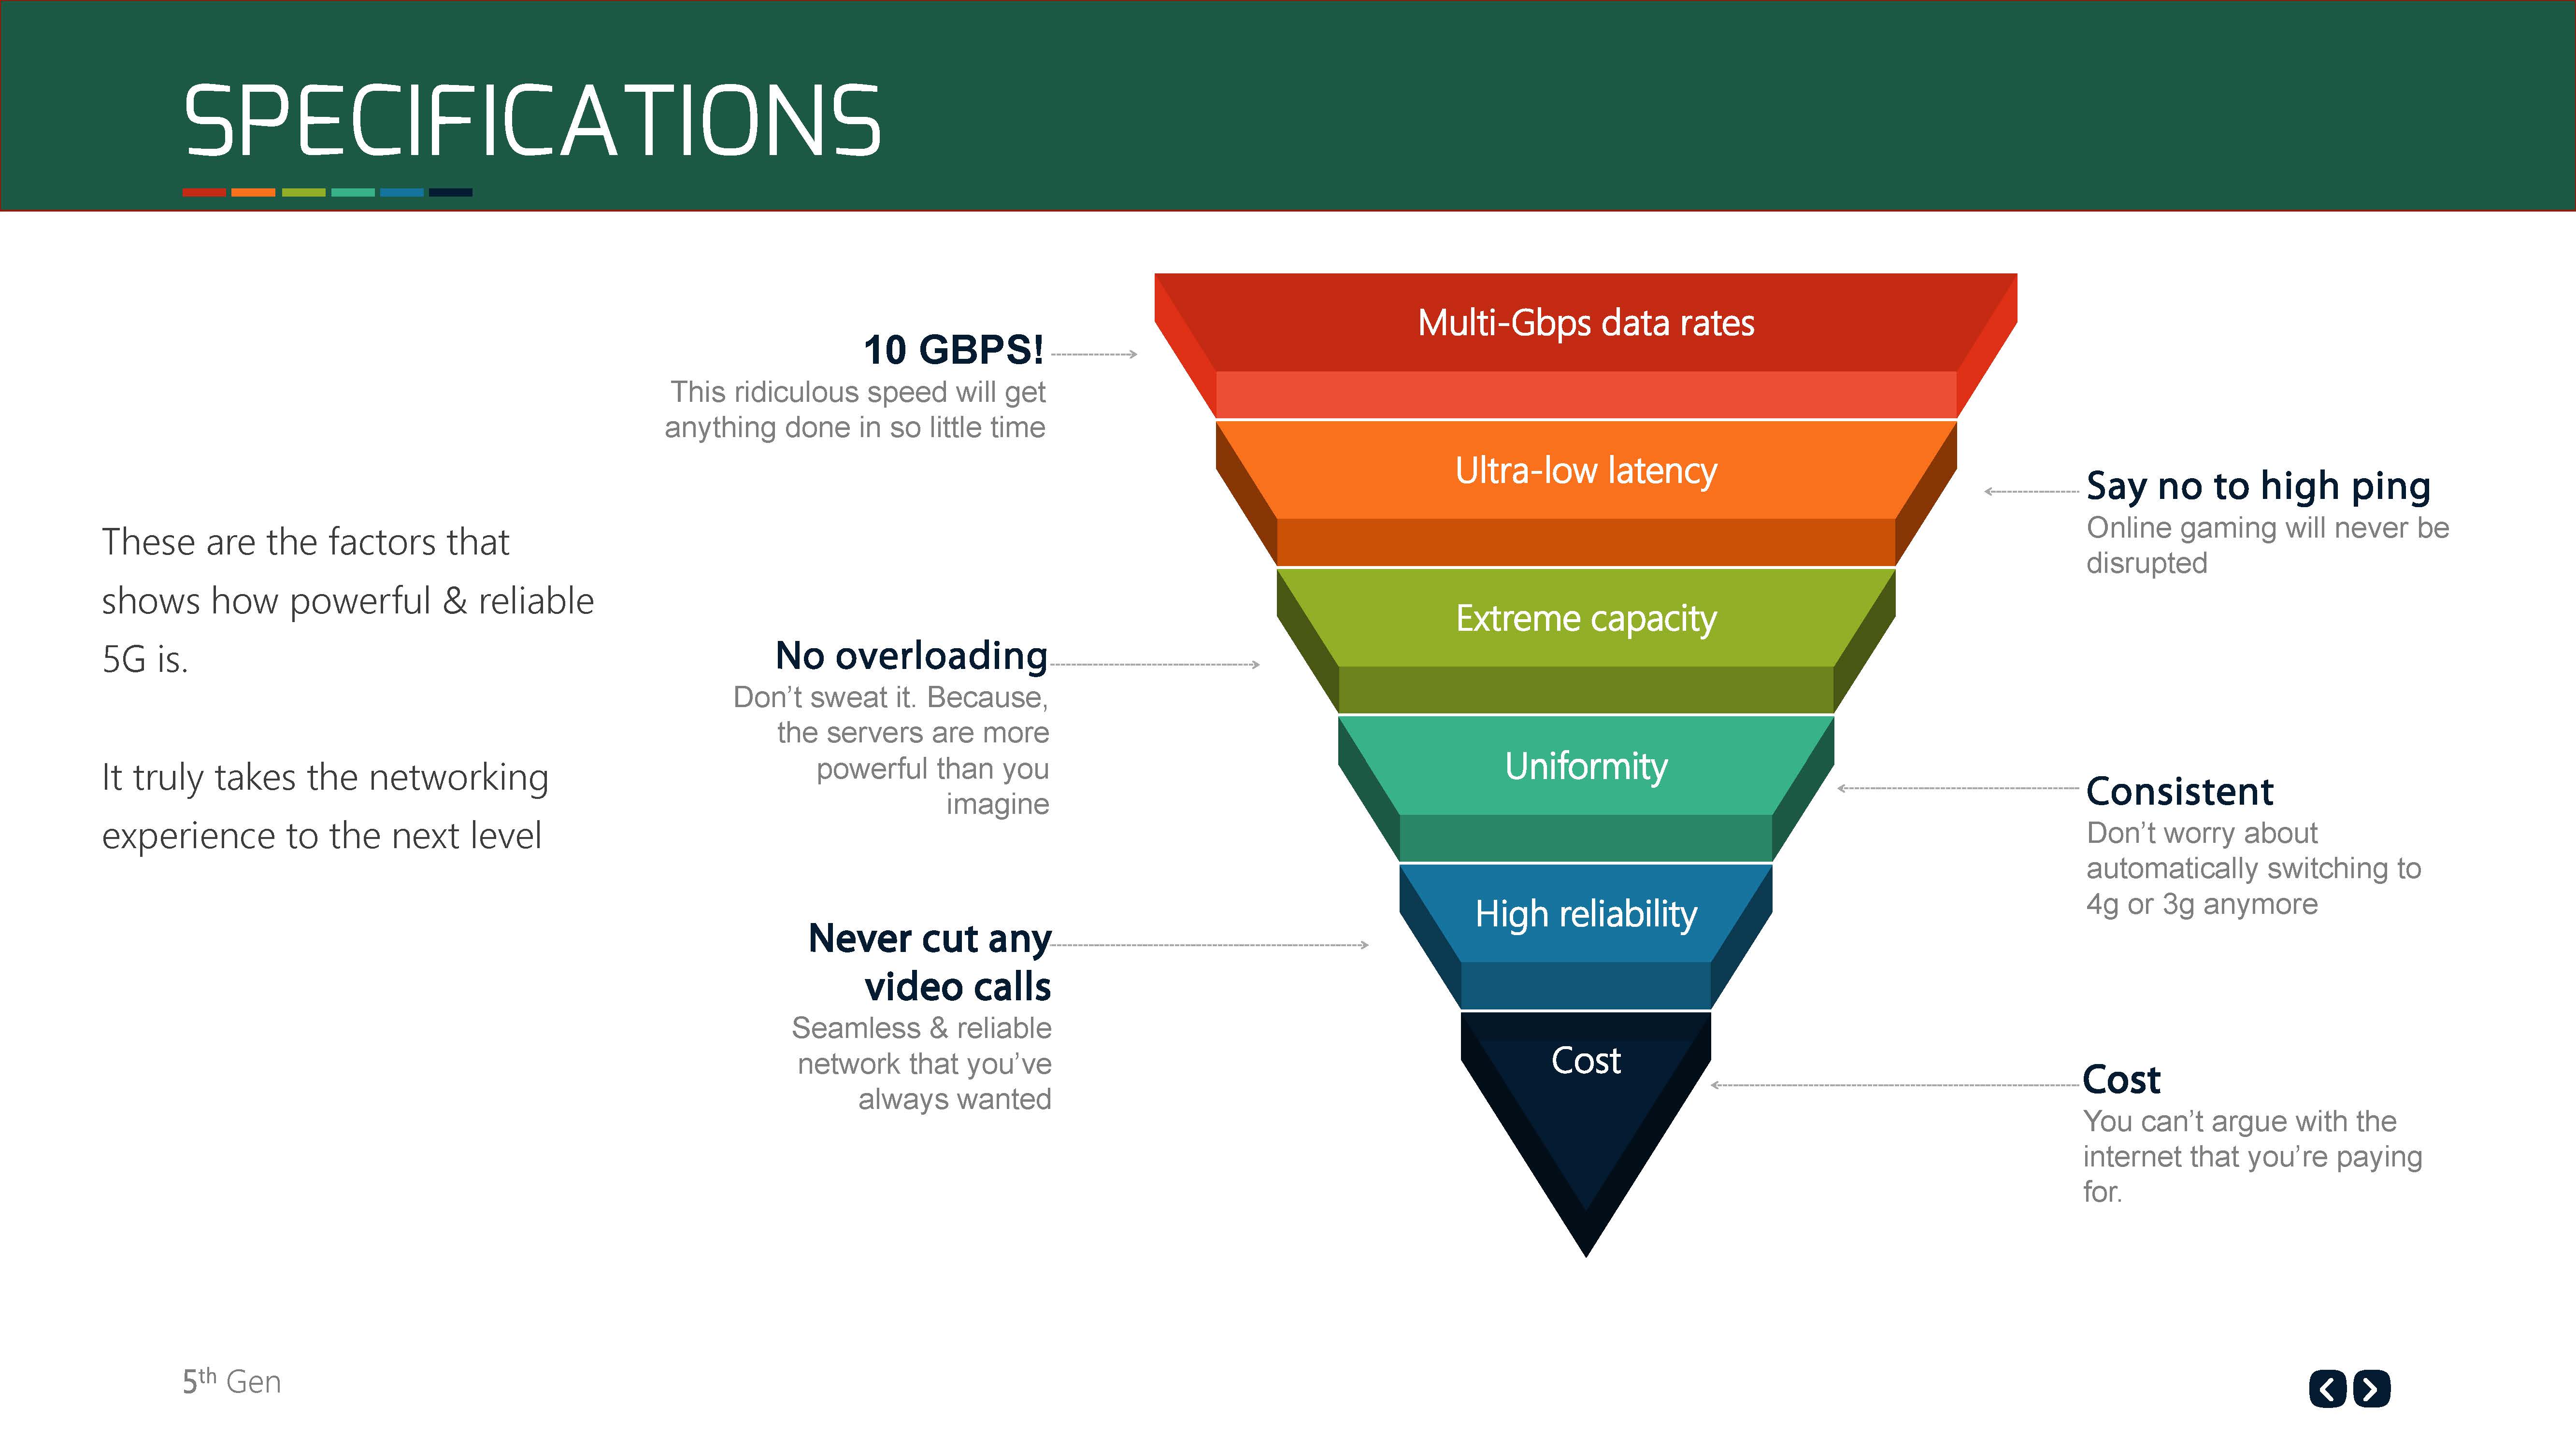 SPECIFICATIONS
These are the factors that
shows how powerful & reliable
5G is.
It truly takes the networking
experience to the next level
10 GBPS!
This ridiculous speed will get
anything done in so little time
No overloading
Don’t sweat it. Because,
the servers are more
powerful than you
imagine
Never cut any
video calls
Seamless & reliable
network that you’ve
always wanted
Multi-Gbps data rates
Ultra-low latency
Extreme capacity
Uniformity
High reliability
Cost
Say no to high ping
Online gaming will never be
disrupted
Consistent
Don’t worry about
automatically switching to
4g or 3g anymore
Cost
You can’t argue with the
internet that you’re paying
for.
5th Gen